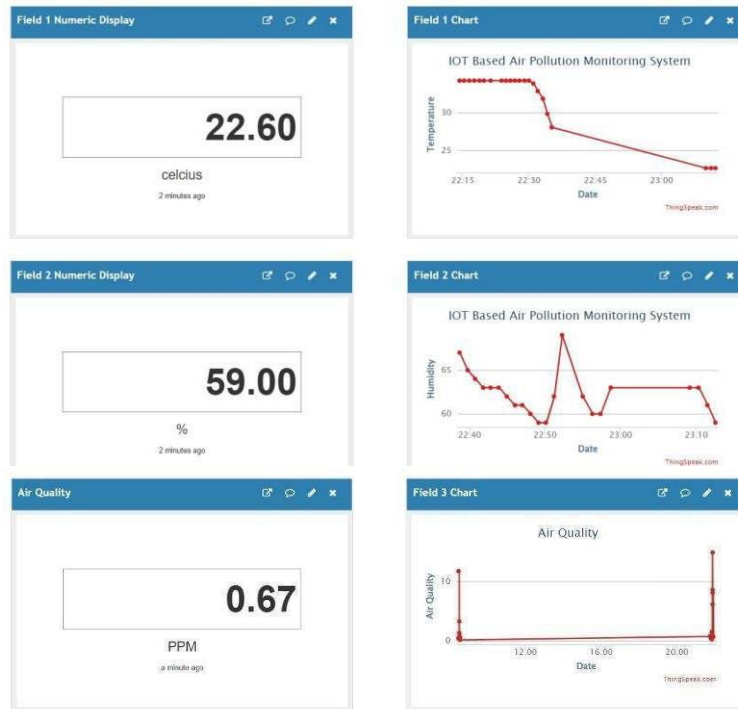 Field 1 Numeric Display
22.60
celcius
2 minutes ago
Field 1 Chart
IOT Based Air Pollution Monitoring System
Temperature
30
25
22:15 22:30 22:45 23:00
Date
ThingSpeak.com
Field 2 Numeric Display
59.00
%
2 minutes ago
Field 2 Chart
IOT Based Air Pollution Monitoring System
Humidity
65
60
22:40 22:50 23:00 23:10
Date
ThingSpeak.com
Air Quality
0.67
PPM
a minute ago
Field 3 Chart
Air Quality
Air Quality
10
0
12:00 16:00 20:00
Date
ThingSpeak.com